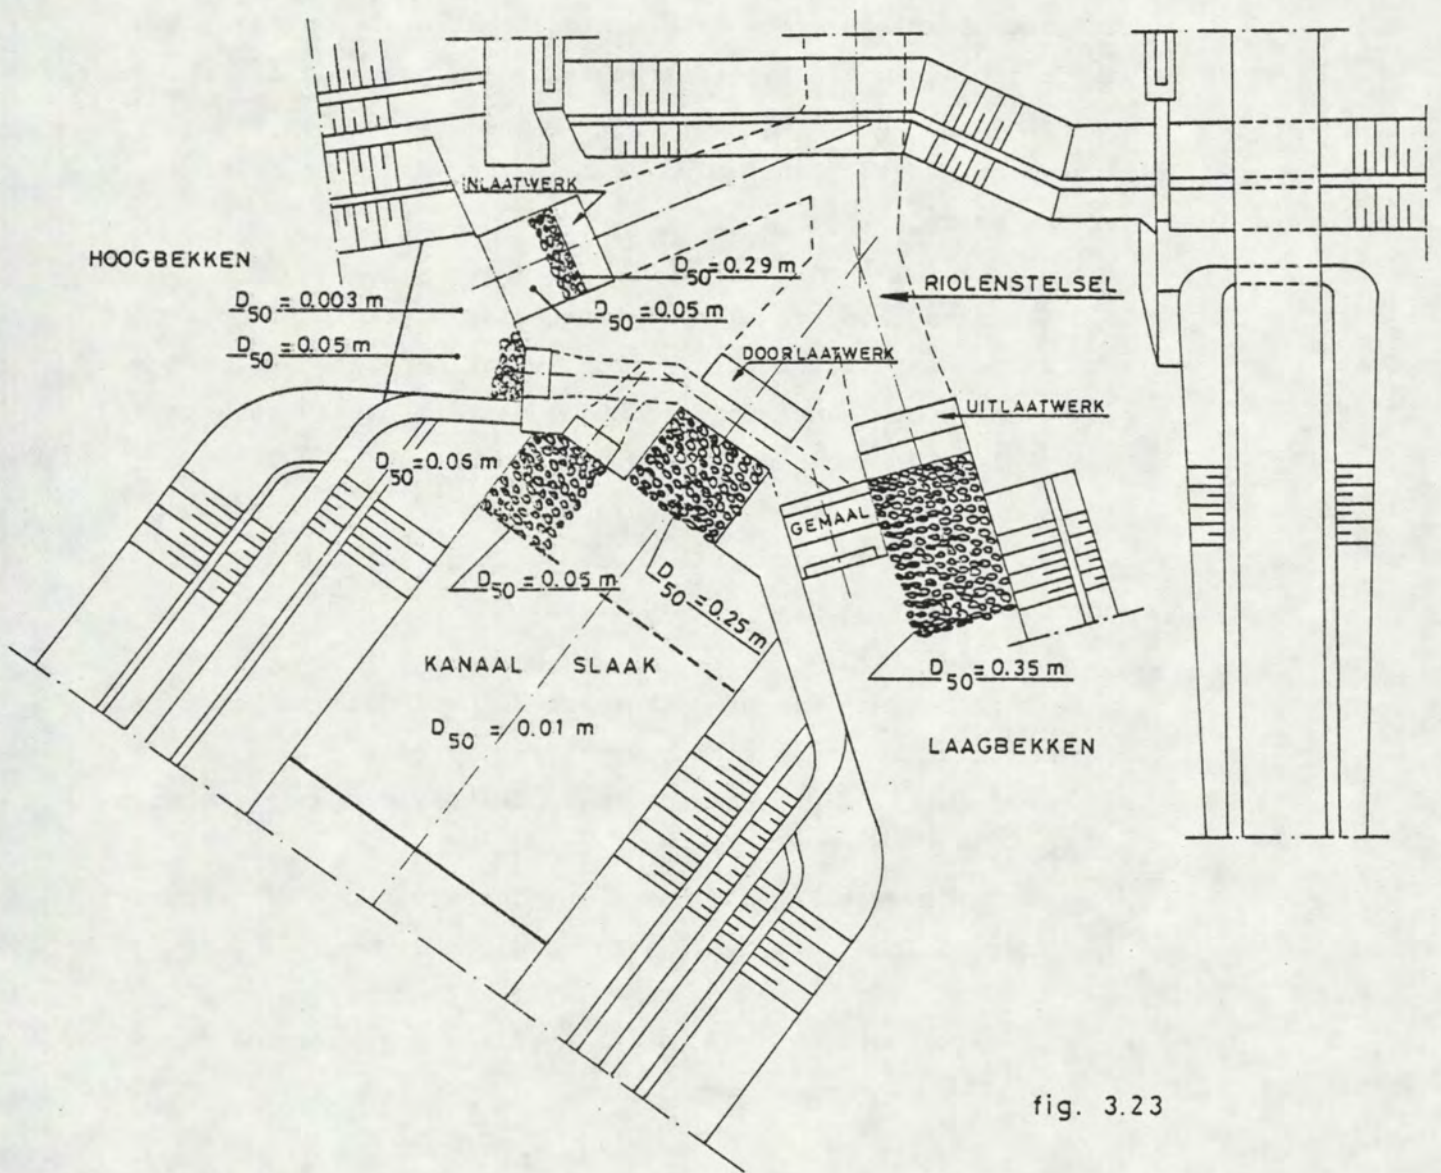 INLAATWERK
HOOGBEKKEN
D50 = 0.29 m
D50 = 0.003 m
D50 = 0.05 m
RIOLENSTELSEL
D50 = 0.05 m
DOORLAATWERK
UITLAATWERK
D50 = 0.06 m
GEMAAL
D50 = 0.05 m
D50 = 0.25 m
KANAAL SLAAK
D50 = 0.35 m
D50 = 0.01 m
LAAGBEKKEN
fig. 3.23